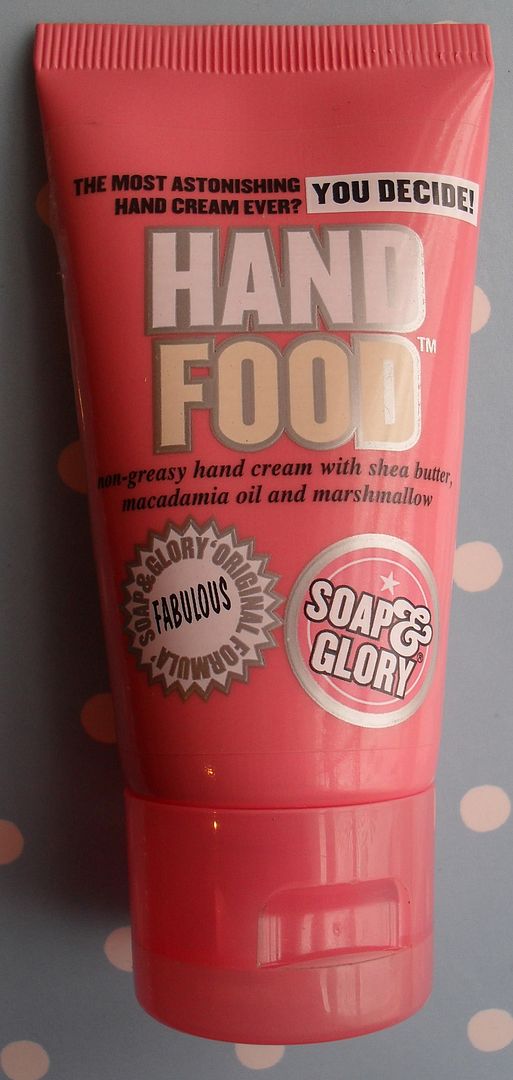 THE MOST ASTONISHING
HAND CREAM EVER?
YOU DECIDE!
HAND
FOOD™
non-greasy hand cream with shea butter,
macadamia oil and marshmallow
SOAP & GLORY 'ORIGINAL FORMULA'
FABULOUS
SOAP&
GLORY®